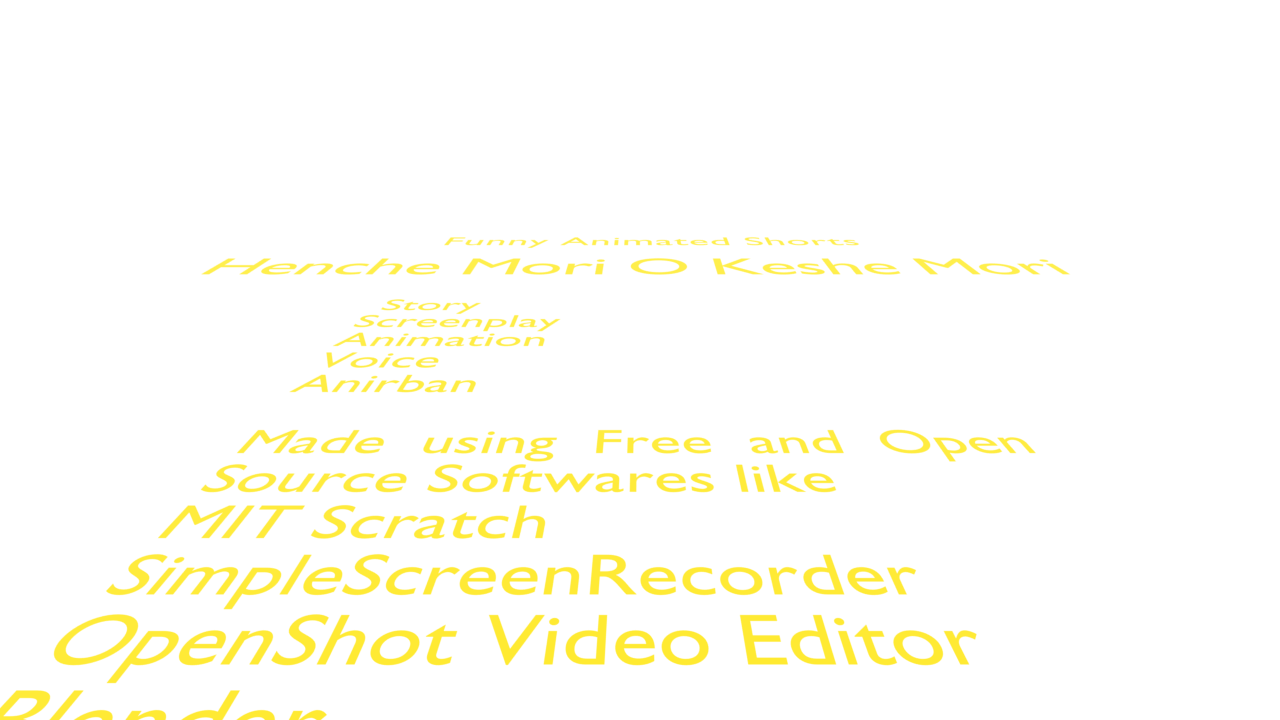 Funny Animated Shorts
Henche Mori O Keshe Mori
Story
Screenplay
Animation
Voice
Anirban
Made using Free and Open
Source Softwares like
MIT Scratch
SimpleScreenRecorder
OpenShot Video Editor
Blender